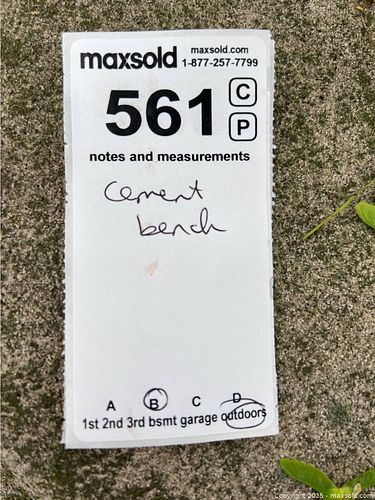 maxsold maxsold.com
1-877-257-7799
561 C
P
notes and measurements
Cement
bench
A B C D
1st 2nd 3rd bsmt garage outdoors
Copyright 2025 - maxsold.com